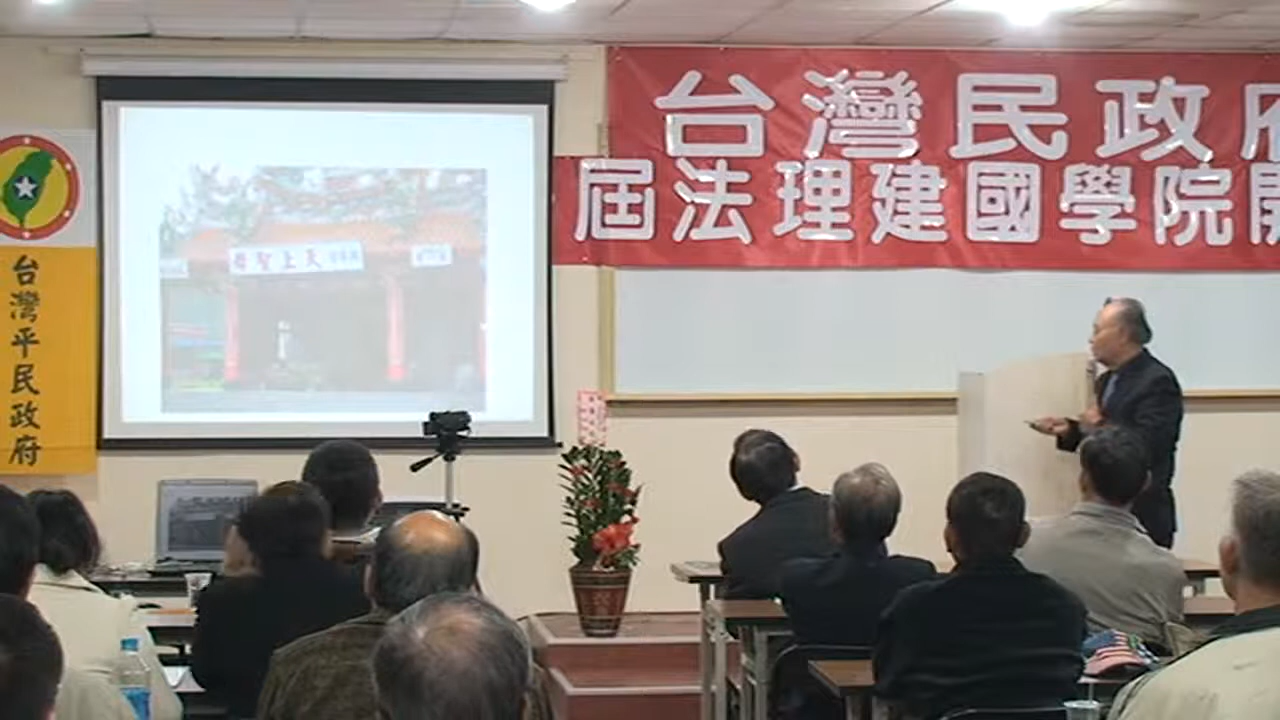 台灣民政府
屆法理建國學院開
天上聖母
台灣平民政府